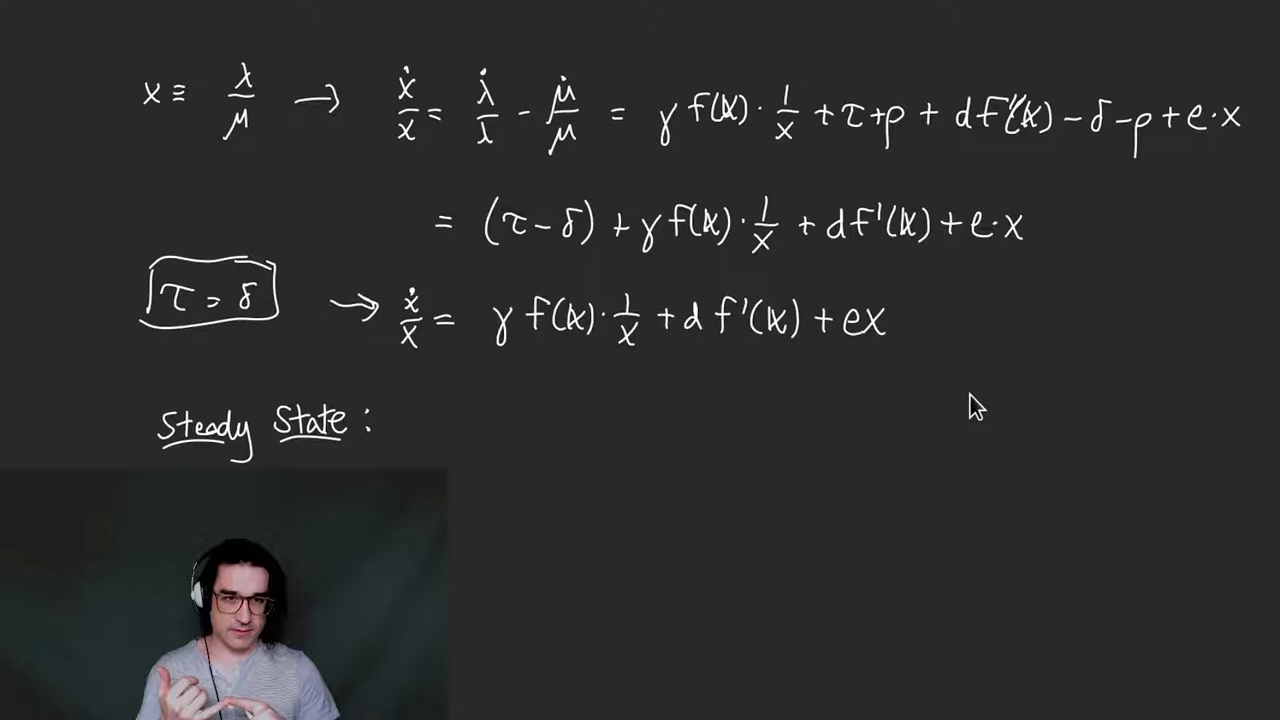 x ≡ λ/μ → ẋ/x = λ̇/λ - μ̇/μ = γ f(k) · 1/x + τ + ρ + d f'(k) - δ - ρ + e · x
= (τ - δ) + γ f(k) · 1/x + d f'(k) + e · x
τ = δ → ẋ/x = γ f(k) · 1/x + d f'(k) + ex
Steady State: